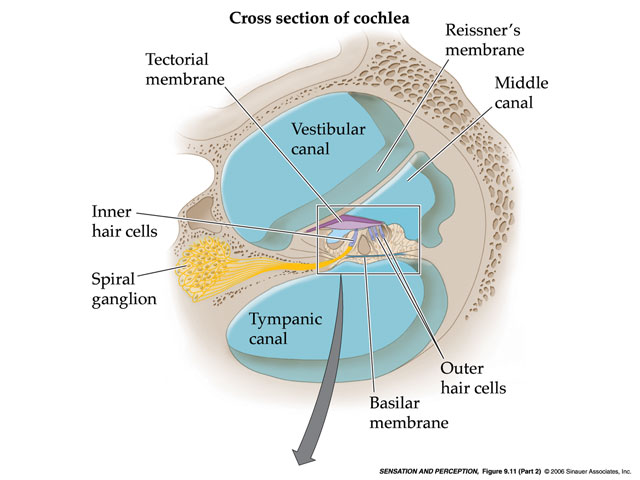 Cross section of cochlea
Reissner’s
membrane
Tectorial
membrane
Middle
canal
Vestibular
canal
Inner
hair cells
Spiral
ganglion
Tympanic
canal
Outer
hair cells
Basilar
membrane
SENSATION AND PERCEPTION, Figure 9.11 (Part 2) © 2006 Sinauer Associates, Inc.